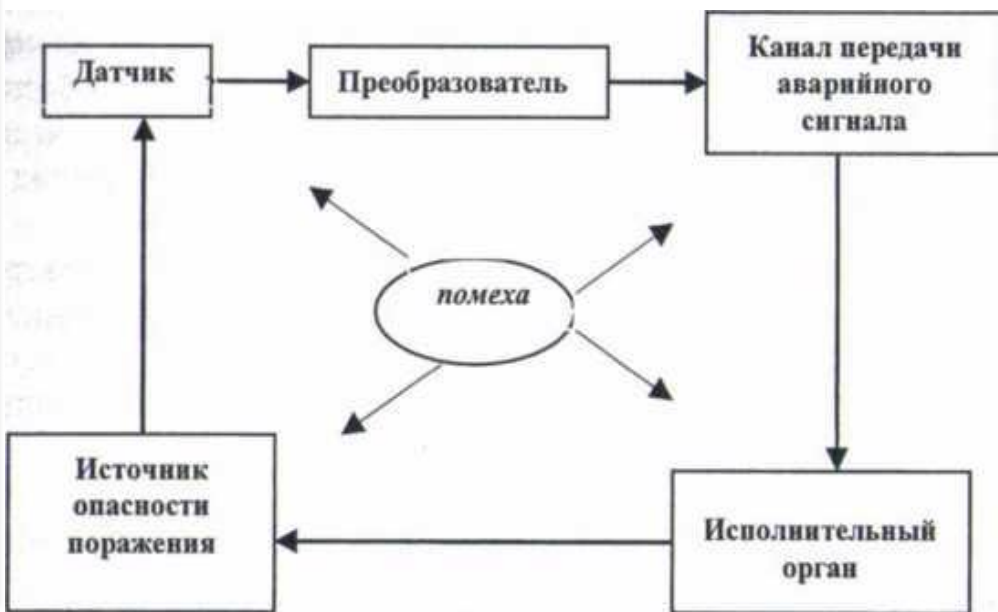 Датчик
Преобразователь
Канал передачи
аварийного
сигнала
помеха
Источник
опасности
поражения
Исполнительный
орган